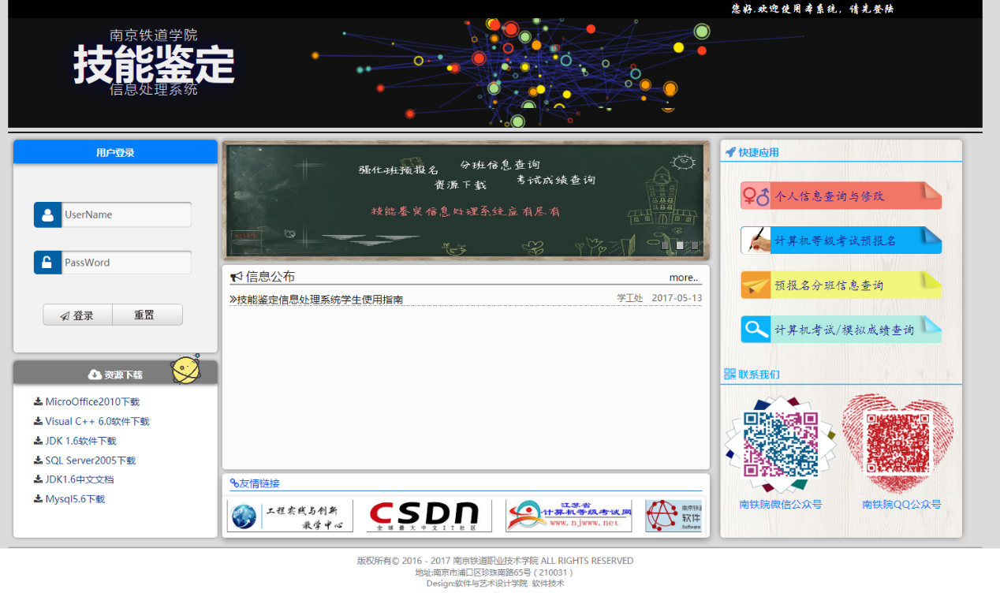 您好,欢迎使用本系统，请先登陆
南京铁道学院
技能鉴定
信息处理系统
用户登录
UserName
PassWord
登录
重置
资源下载
MicroOffice2010下载
Visual C++ 6.0软件下载
JDK 1.6软件下载
SQL Server2005下载
JDK1.6中文文档
Mysql5.6下载
强化班预报名
分班信息查询
资源下载
考试成绩查询
技能鉴定信息处理系统应有尽有
信息公布
more..
技能鉴定信息处理系统学生使用指南
学工处 2017-05-13
友情链接
工程实践与创新
教学中心
CSDN
全球最大中文IT社区
江苏省
计算机等级考试网
www.njwww.net
南京铁
软件
Software
快捷应用
个人信息查询与修改
计算机等级考试预报名
预报名分班信息查询
计算机考试/模拟成绩查询
联系我们
南铁院微信公众号
南铁院QQ公众号
版权所有© 2016 - 2017 南京铁道职业技术学院 ALL RIGHTS RESERVED
地址:南京市浦口区珍珠南路65号（210031）
Design:软件与艺术设计学院 软件技术